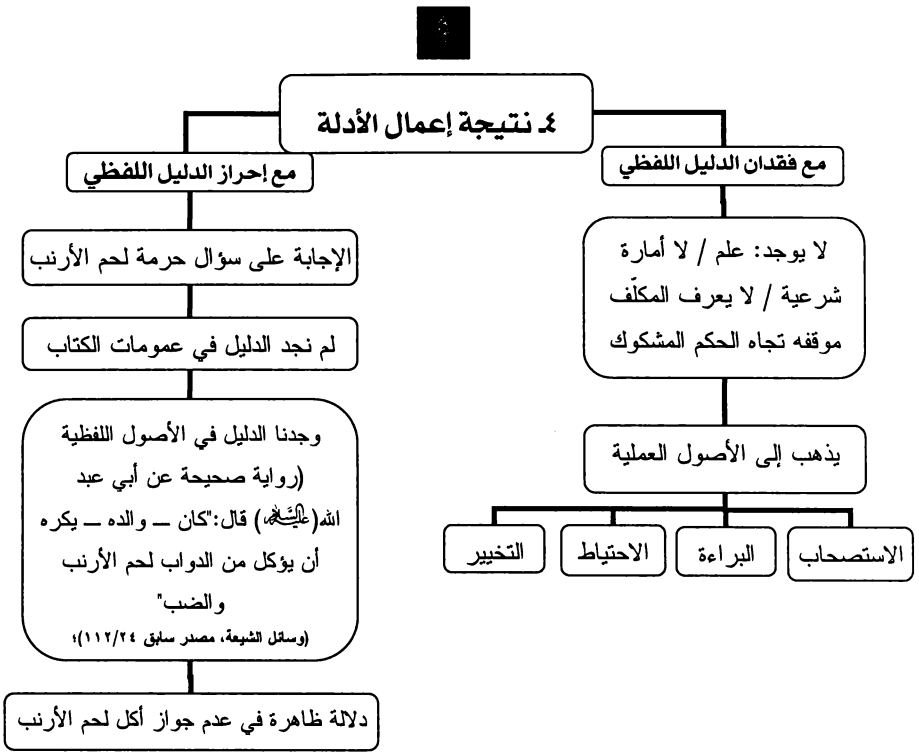 ٤ـ نتيجة إعمال الأدلة
مع فقدان الدليل اللفظي
لا يوجد: علم / لا أمارة
شرعية / لا يعرف المكلّف
موقفه تجاه الحكم المشكوك
يذهب إلى الأصول العملية
الاستصحاب
البراءة
الاحتياط
التخيير
مع إحراز الدليل اللفظي
الإجابة على سؤال حرمة لحم الأرنب
لم نجد الدليل في عمومات الكتاب
وجدنا الدليل في الأصول اللفظية
(رواية صحيحة عن أبي عبد
الله(عليه السلام) قال:"كان ــ والده ــ يكره
أن يؤكل من الدواب لحم الأرنب
والضب"
(وسائل الشيعة، مصدر سابق ١١٢/٢٤)؛
دلالة ظاهرة في عدم جواز أكل لحم الأرنب